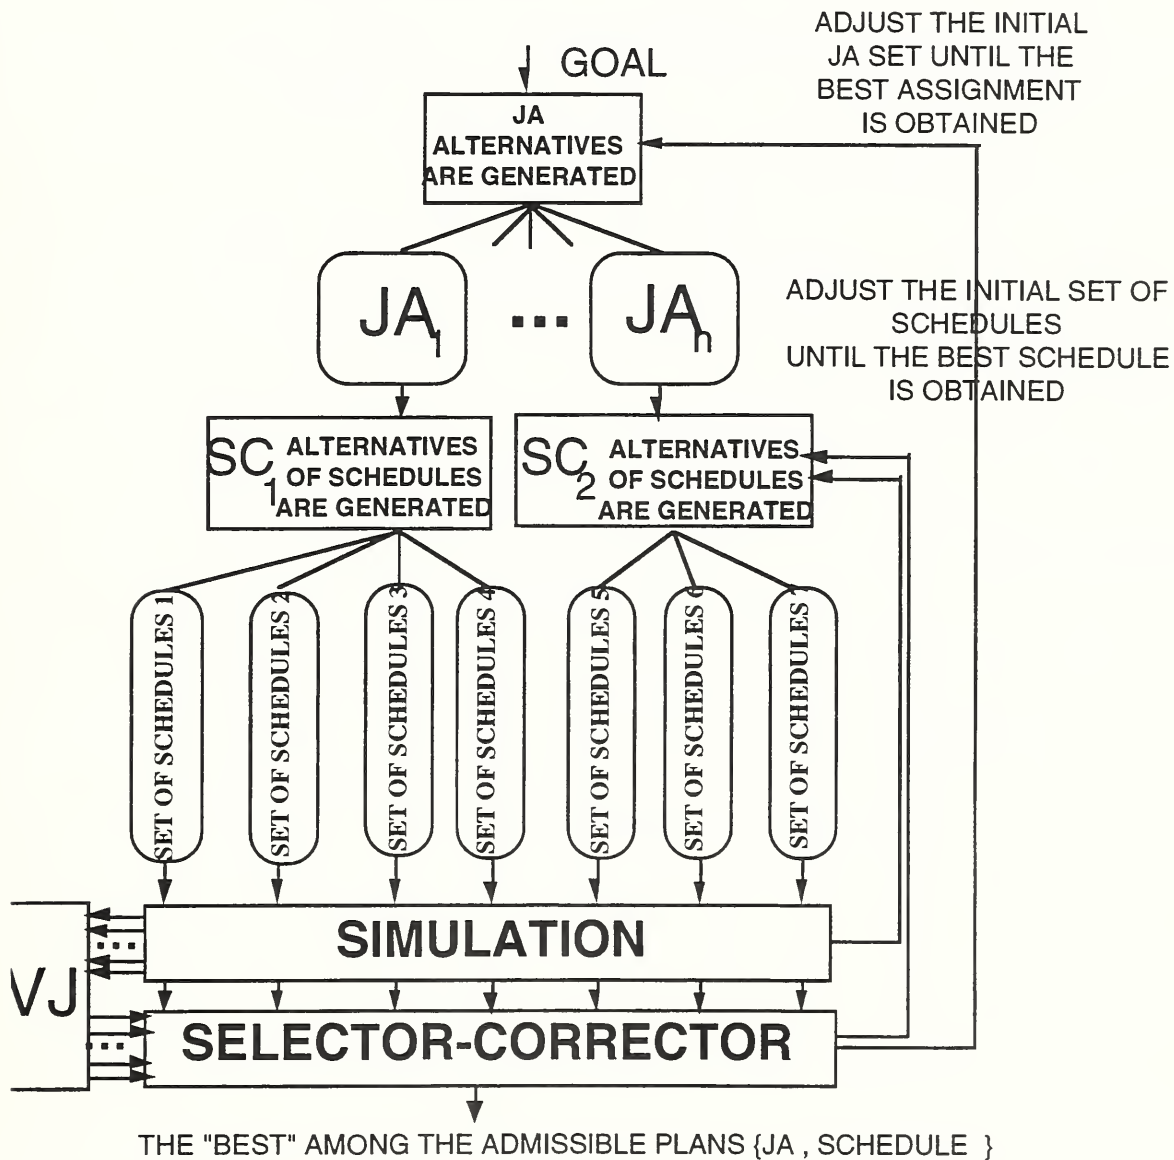 ADJUST THE INITIAL
JA SET UNTIL THE
BEST ASSIGNMENT
IS OBTAINED
GOAL
JA
ALTERNATIVES
ARE GENERATED
JA1
...
JAn
ADJUST THE INITIAL SET OF
SCHEDULES
UNTIL THE BEST SCHEDULE
IS OBTAINED
SC1
ALTERNATIVES
OF SCHEDULES
ARE GENERATED
SC2
ALTERNATIVES
OF SCHEDULES
ARE GENERATED
SET OF SCHEDULES 1
SET OF SCHEDULES 2
SET OF SCHEDULES 3
SET OF SCHEDULES 4
SET OF SCHEDULES 5
SET OF SCHEDULES 6
SET OF SCHEDULES 7
SIMULATION
...
VJ
...
SELECTOR-CORRECTOR
THE "BEST" AMONG THE ADMISSIBLE PLANS {JA , SCHEDULE }